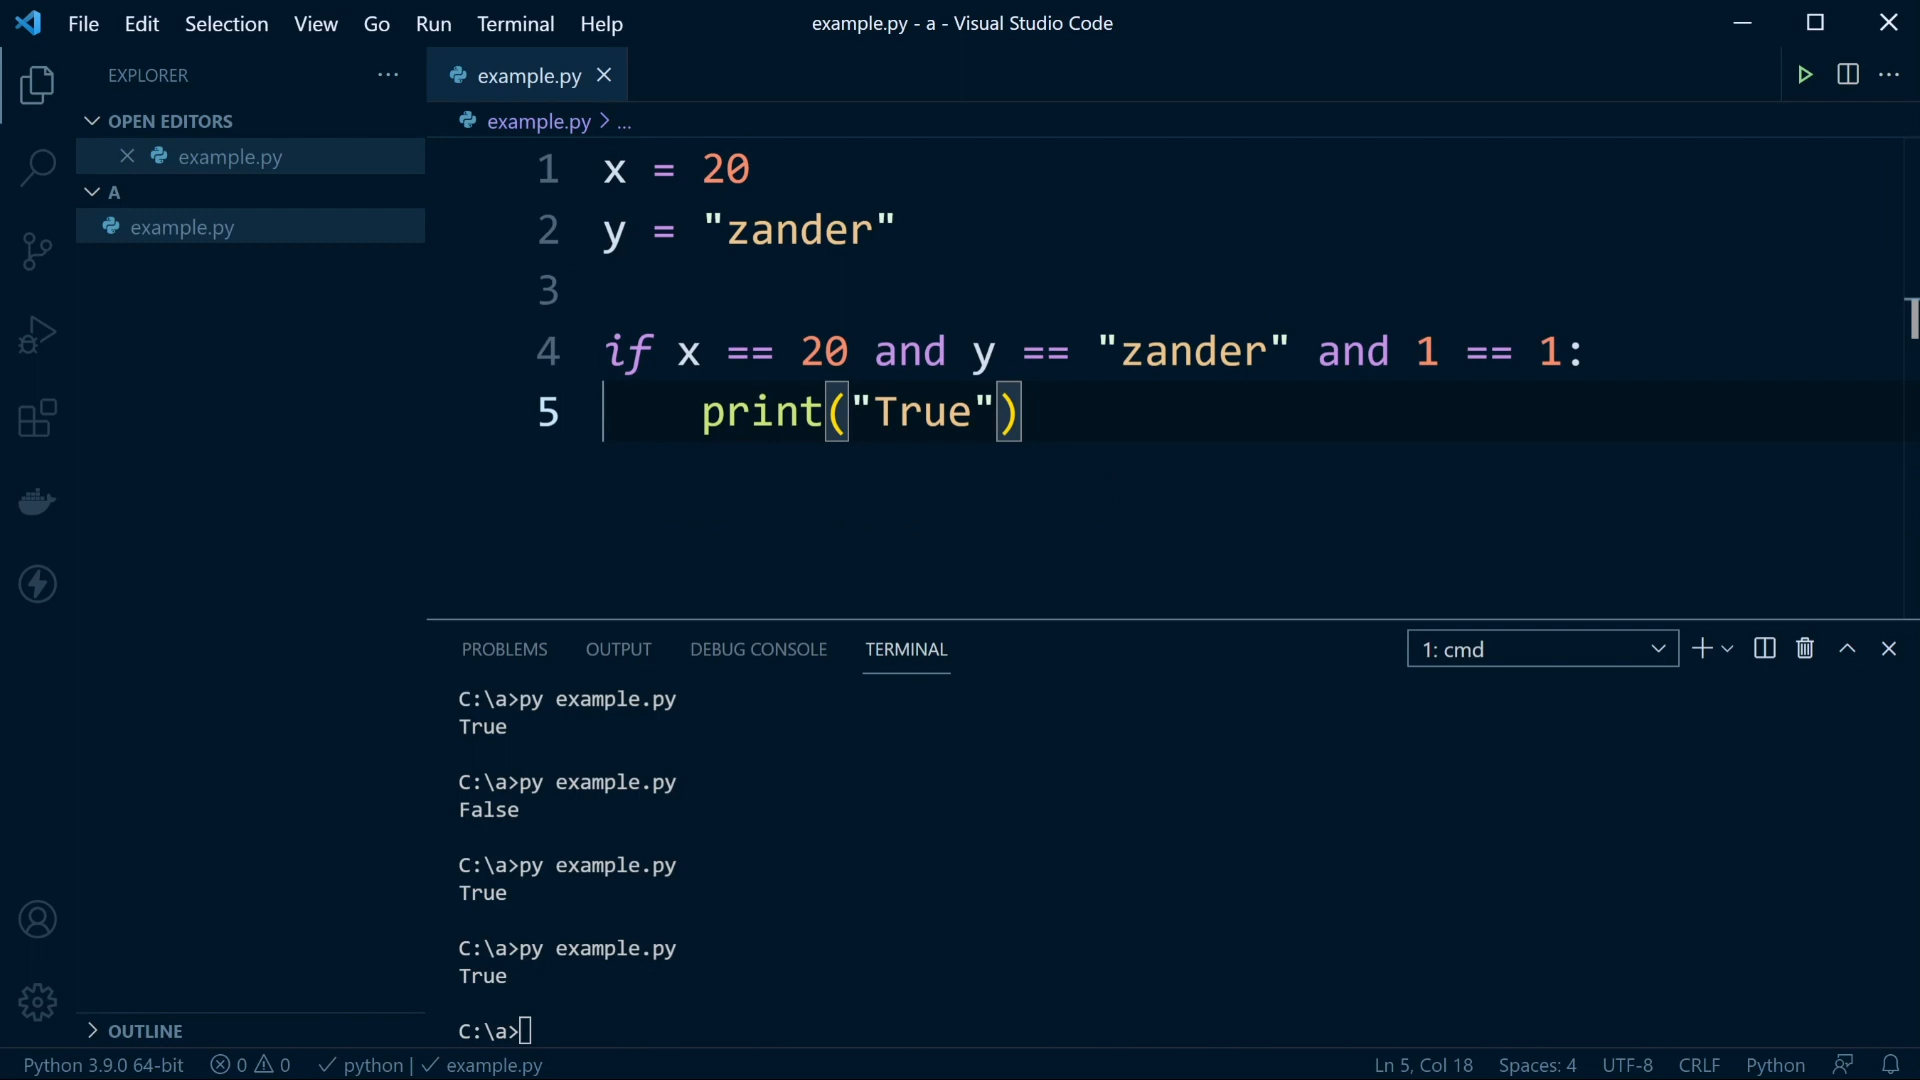 File Edit Selection View Go Run Terminal Help
example.py - a - Visual Studio Code
EXPLORER
OPEN EDITORS
example.py
A
example.py
example.py
example.py > ...
1 x = 20
2 y = "zander"
3
4 if x == 20 and y == "zander" and 1 == 1:
5     print("True")
PROBLEMS OUTPUT DEBUG CONSOLE TERMINAL
1: cmd
C:\a>py example.py
True
C:\a>py example.py
False
C:\a>py example.py
True
C:\a>py example.py
True
C:\a>
OUTLINE
Python 3.9.0 64-bit 0 0 python | example.py Ln 5, Col 18 Spaces: 4 UTF-8 CRLF Python